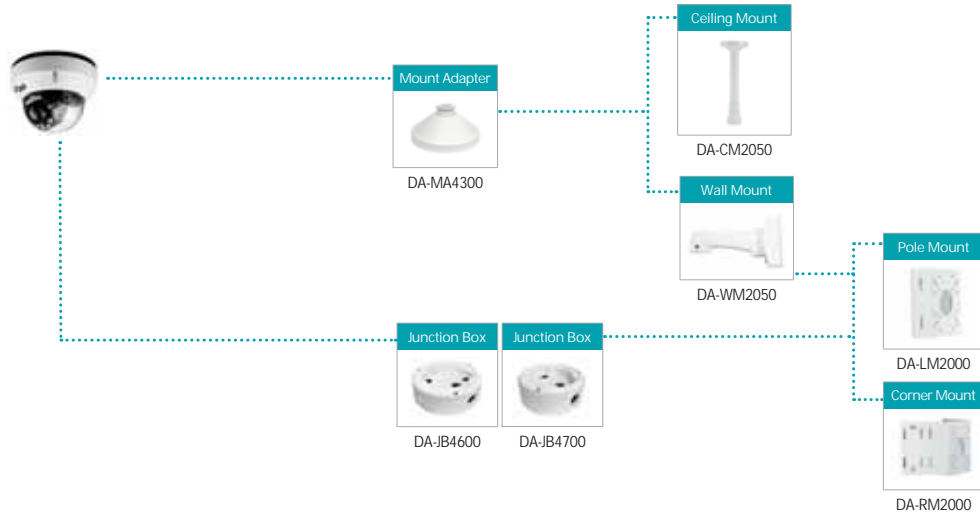 Ceiling Mount
DA-CM2050
Mount Adapter
DA-MA4300
Wall Mount
DA-WM2050
Pole Mount
DA-LM2000
Junction Box
DA-JB4600
Junction Box
DA-JB4700
Corner Mount
DA-RM2000